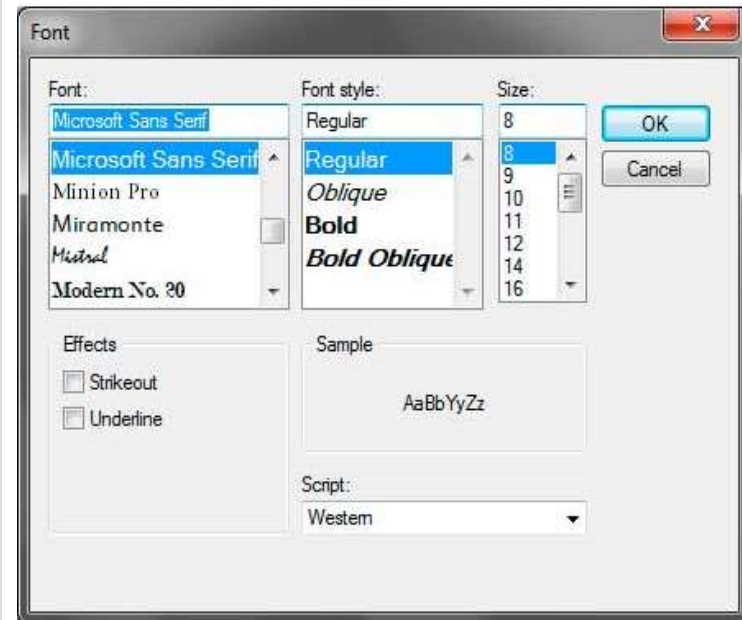 Font
Font:
Font style:
Size:
Microsoft Sans Serif
Regular
8
OK
Cancel
Microsoft Sans Serif
Minion Pro
Miramonte
Mistral
Modern No. 20
Regular
Oblique
Bold
Bold Oblique
8
9
10
11
12
14
16
Effects
Strikeout
Underline
Sample
AaBbYyZz
Script:
Western